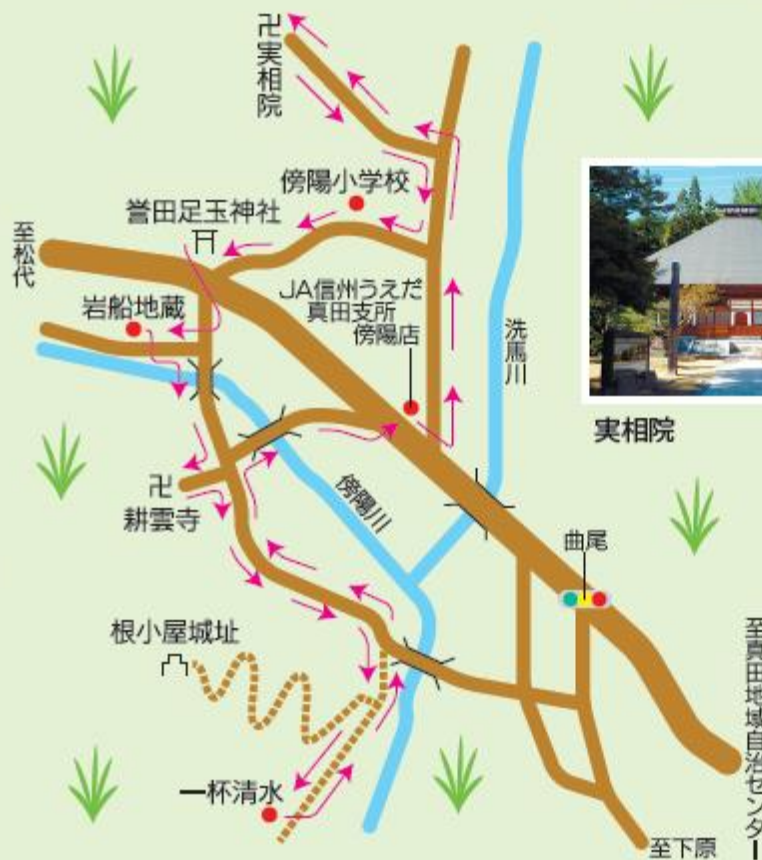 卍実相院
傍陽小学校
誉田足玉神社
至松代
岩船地蔵
JA信州うえだ
真田支所
傍陽店
洗馬川
実相院
卍
耕雲寺
傍陽川
曲尾
根小屋城址
一杯清水
至真田地域自治センター
至下原